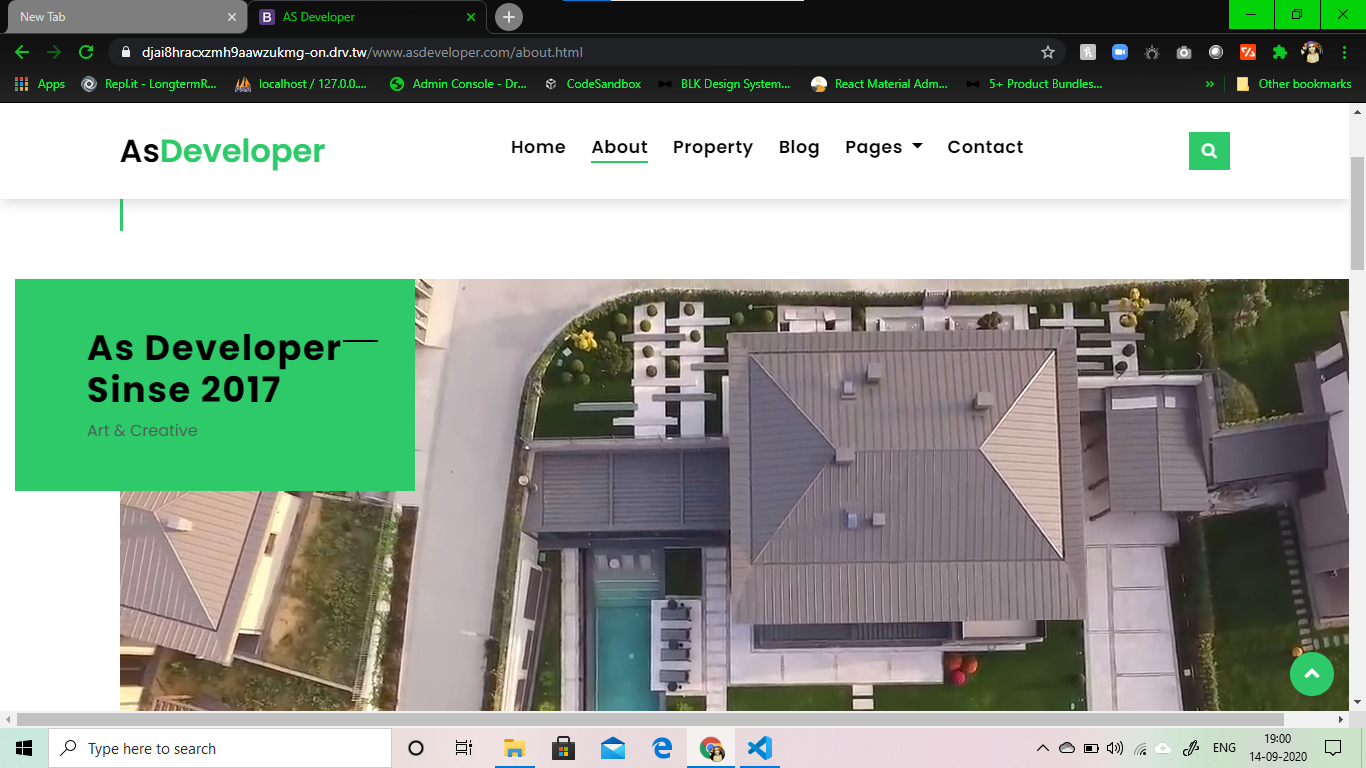 New Tab
AS Developer
djai8hracxzmh9aawzukmg-on.drv.tw/www.asdeveloper.com/about.html
Apps Repl.it - LongtermR... localhost / 127.0.0.... Admin Console - Dr... CodeSandbox BLK Design System... React Material Adm... 5+ Product Bundles... » Other bookmarks
AsDeveloper
Home About Property Blog Pages Contact
As Developer
Sinse 2017
Art & Creative
Type here to search
ENG
19:00
14-09-2020